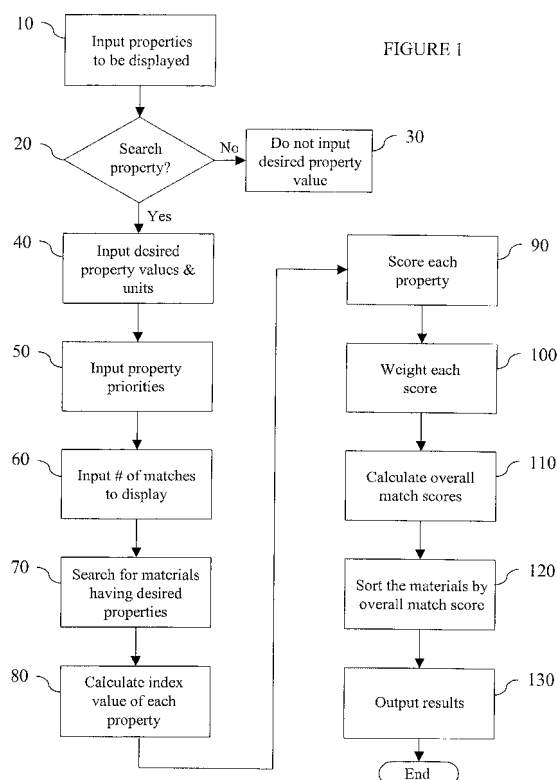 10
Input properties
to be displayed
FIGURE 1
20
Search
property?
No
30
Do not input
desired property
value
Yes
40
Input desired
property values &
units
50
Input property
priorities
60
Input # of matches
to display
70
Search for materials
having desired
properties
80
Calculate index
value of each
property
90
Score each
property
100
Weight each
score
110
Calculate overall
match scores
120
Sort the materials by
overall match score
130
Output results
End